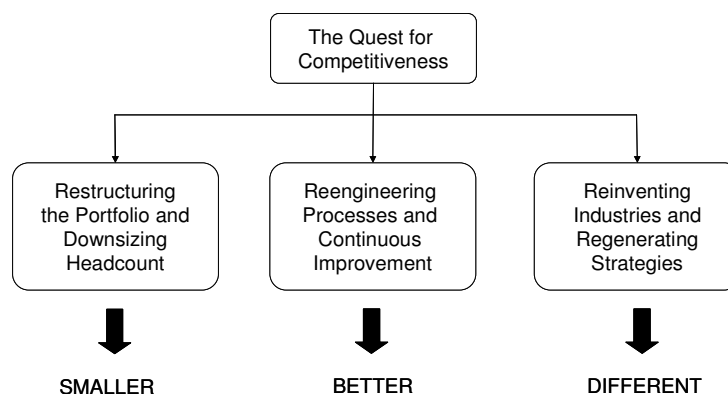 The Quest for
Competitiveness
Restructuring
the Portfolio and
Downsizing
Headcount
Reengineering
Processes and
Continuous
Improvement
Reinventing
Industries and
Regenerating
Strategies
SMALLER
BETTER
DIFFERENT